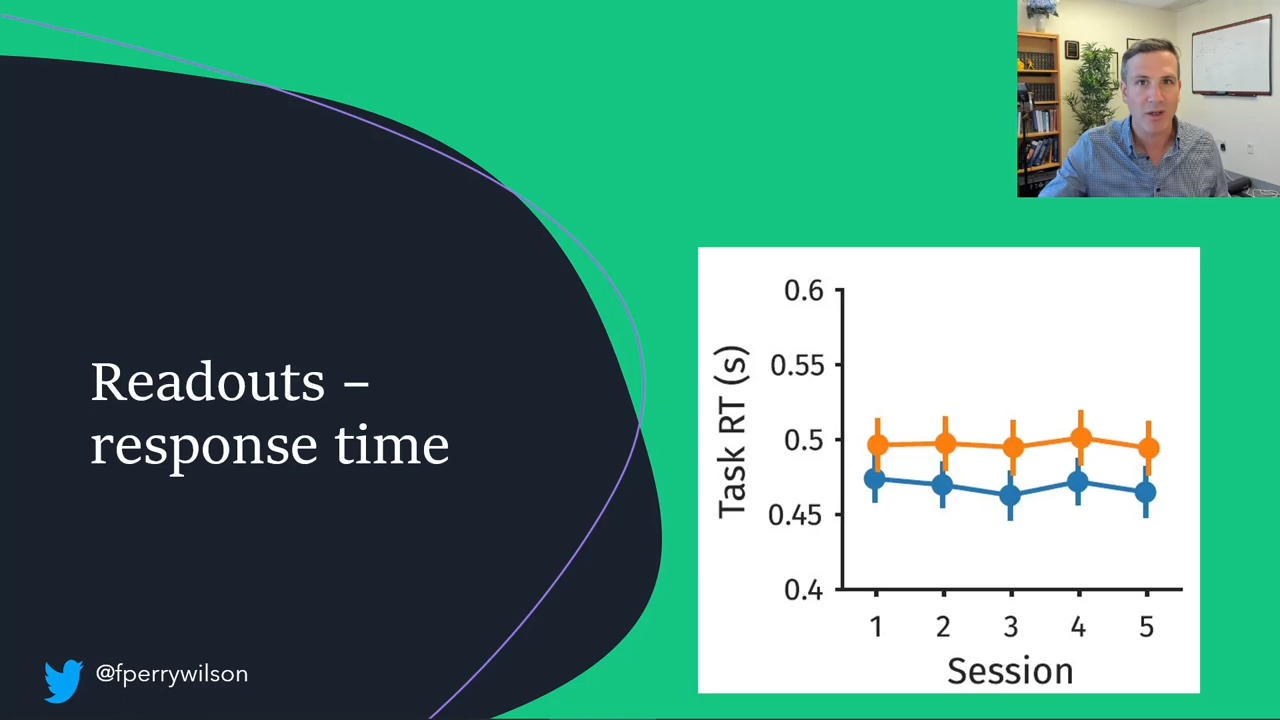 Readouts –
response time
@fperrywilson
0.6
0.55
0.5
0.45
0.4
Task RT (s)
1 2 3 4 5
Session